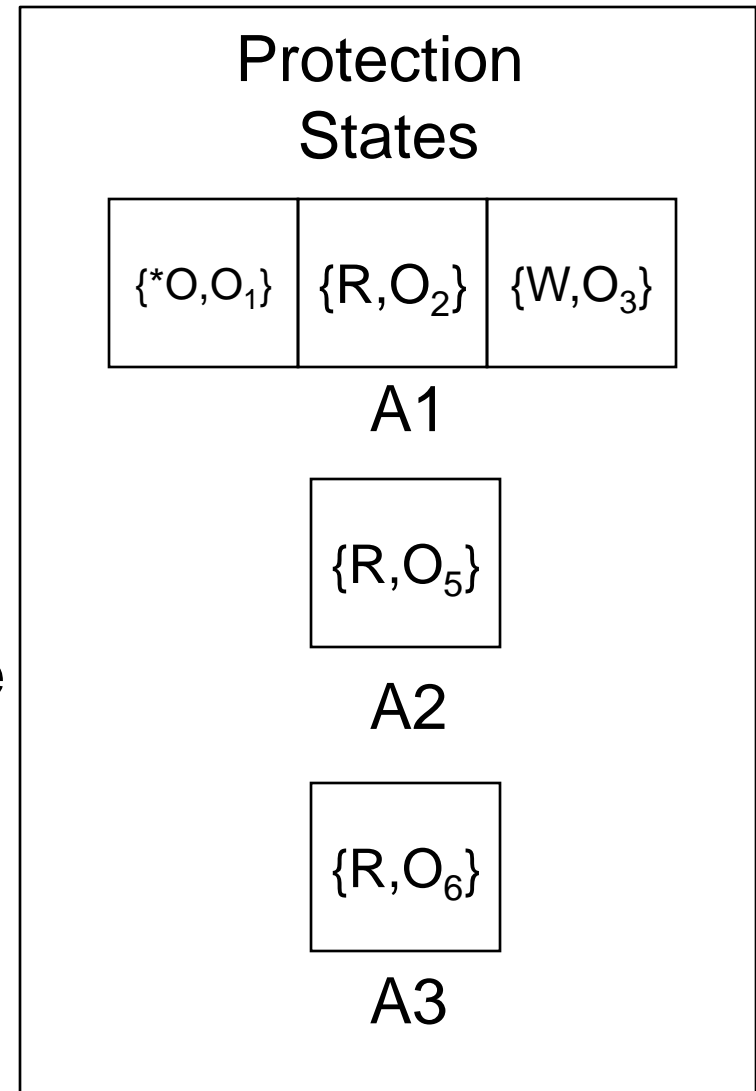 Protection
States
{*O,O₁} {R,O₂} {W,O₃}
A1
{R,O₅}
A2
{R,O₆}
A3